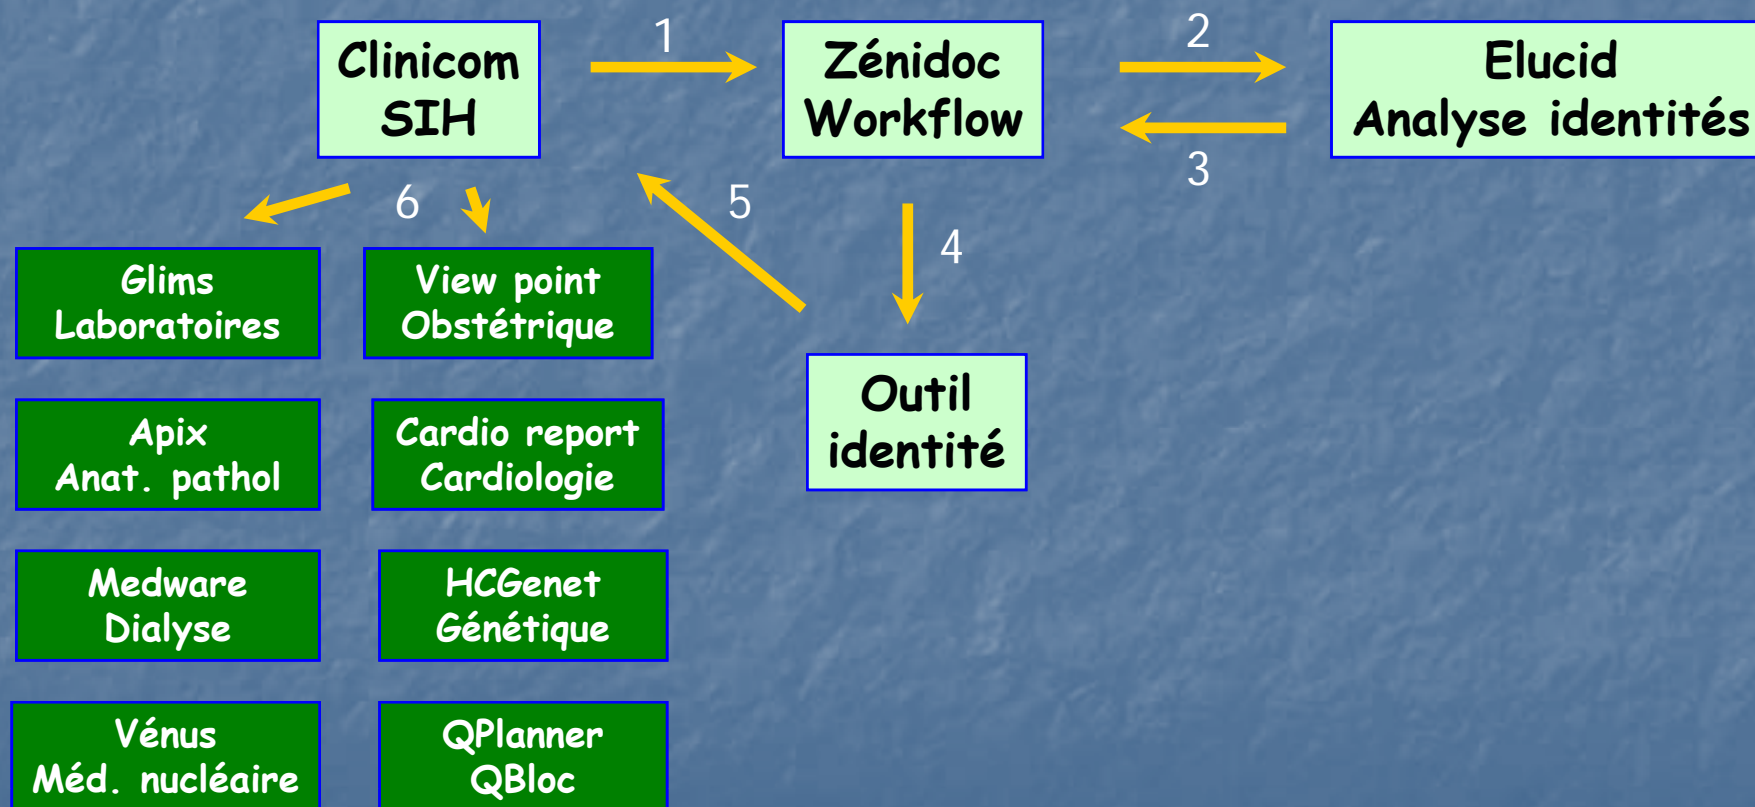 Clinicom
SIH
1
Zénidoc
Workflow
2
3
Elucid
Analyse identités
6
5
4
Glims
Laboratoires
View point
Obstétrique
Outil
identité
Apix
Anat. pathol
Cardio report
Cardiologie
Medware
Dialyse
HCGenet
Génétique
Vénus
Méd. nucléaire
QPlanner
QBloc